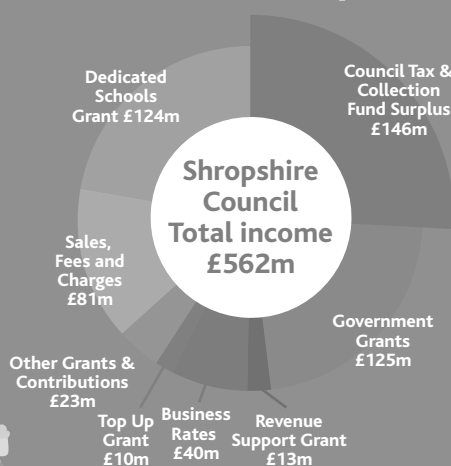 Dedicated
Schools
Grant £124m
Council Tax &
Collection
Fund Surplus
£146m
Shropshire
Council
Total income
£562m
Sales,
Fees and
Charges
£81m
Government
Grants
£125m
Other Grants &
Contributions
£23m
Top Up
Grant
£10m
Business
Rates
£40m
Revenue
Support Grant
£13m